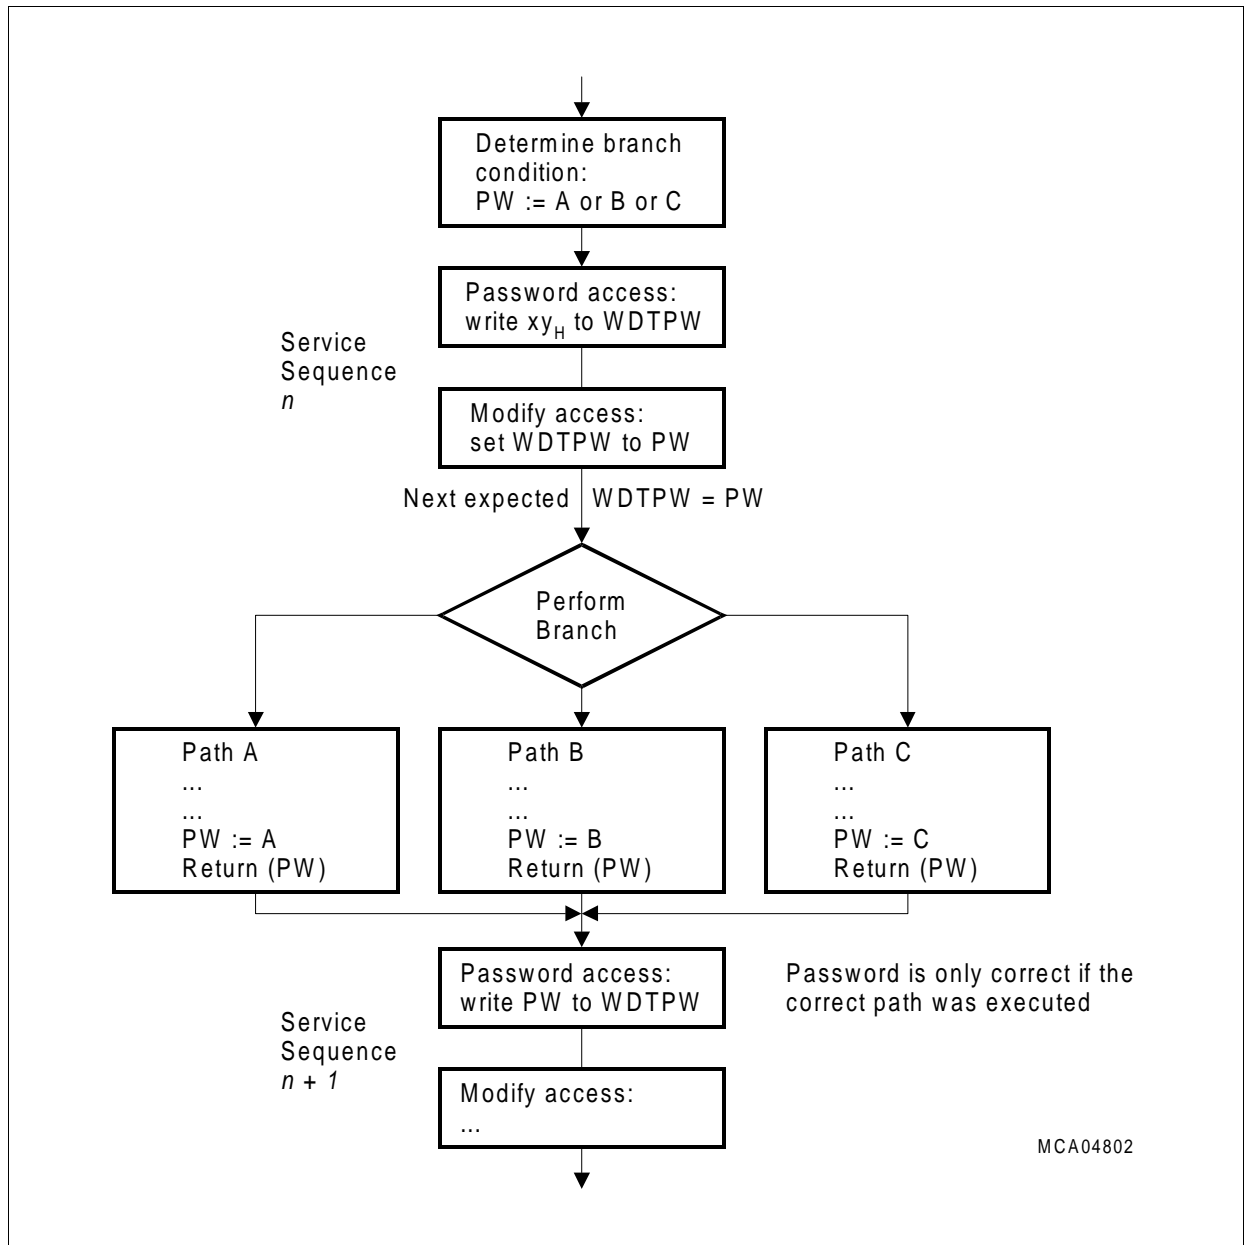 Determine branch
condition:
PW := A or B or C
Password access:
write xyH to WDTPW
Service
Sequence
n
Modify access:
set WDTPW to PW
Next expected WDTPW = PW
Perform
Branch
Path A
...
...
PW := A
Return (PW)
Path B
...
...
PW := B
Return (PW)
Path C
...
...
PW := C
Return (PW)
Password access:
write PW to WDTPW
Password is only correct if the
correct path was executed
Service
Sequence
n + 1
Modify access:
...
MCA04802